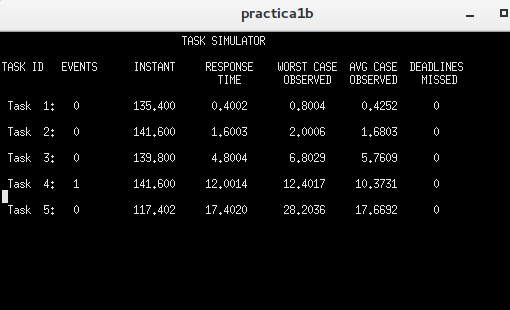 practica1b
TASK SIMULATOR
TASK ID EVENTS INSTANT RESPONSE WORST CASE AVG CASE DEADLINES
TIME OBSERVED OBSERVED MISSED
Task 1: 0 135.400 0.4002 0.8004 0.4252 0
Task 2: 0 141.600 1.6003 2.0006 1.6803 0
Task 3: 0 139.800 4.8004 6.8029 5.7609 0
Task 4: 1 141.600 12.0014 12.4017 10.3731 0
Task 5: 0 117.402 17.4020 28.2036 17.6692 0